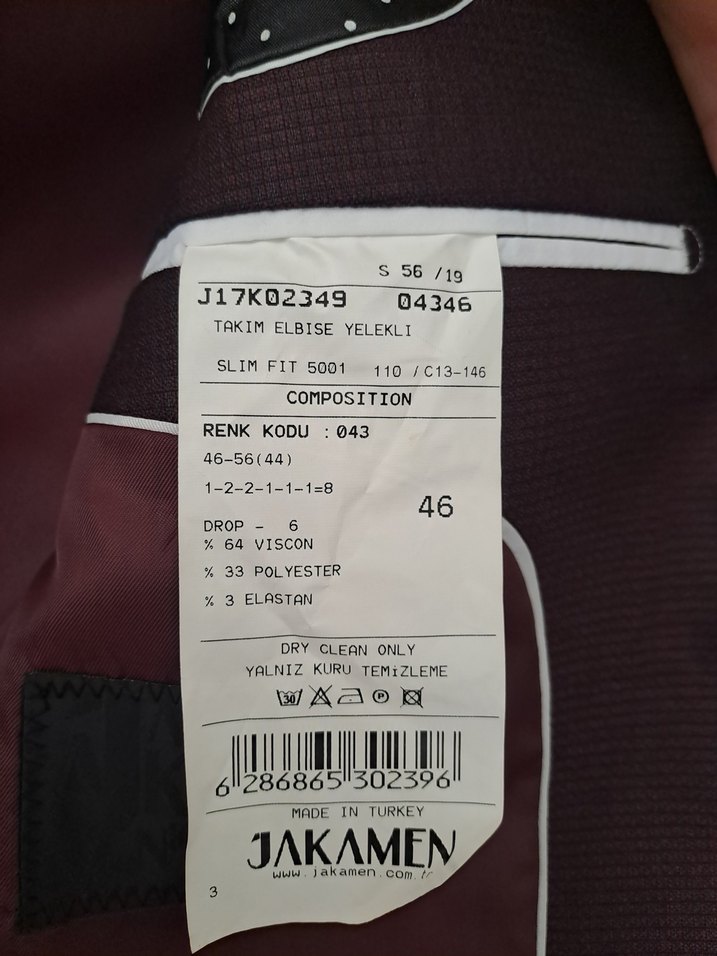 S 56 /19
J17K02349 04346
TAKIM ELBISE YELEKLI
SLIM FIT 5001 110 /C13-146
COMPOSITION
RENK KODU : 043
46-56(44)
1-2-2-1-1-1=8
46
DROP - 6
% 64 VISCON
% 33 POLYESTER
% 3 ELASTAN
DRY CLEAN ONLY
YALNIZ KURU TEMiZLEME
30 P
6 286865 302396
MADE IN TURKEY
JAKAMEN
www.jakamen.com.tr
3